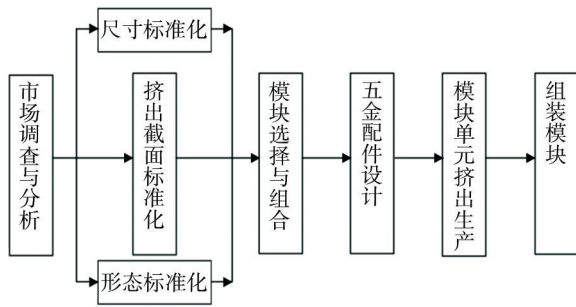 尺寸标准化
市场调查与分析
挤出截面标准化
模块选择与组合
五金配件设计
模块单元挤出生产
组装模块
形态标准化